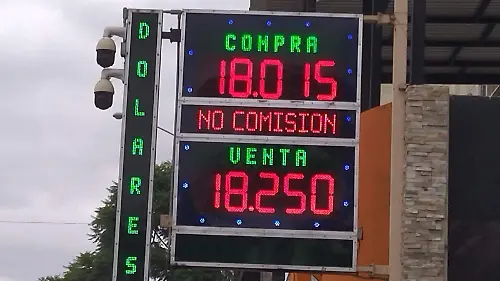 DOLARES
COMPRA
18.015
NO COMISION
VENTA
18.250